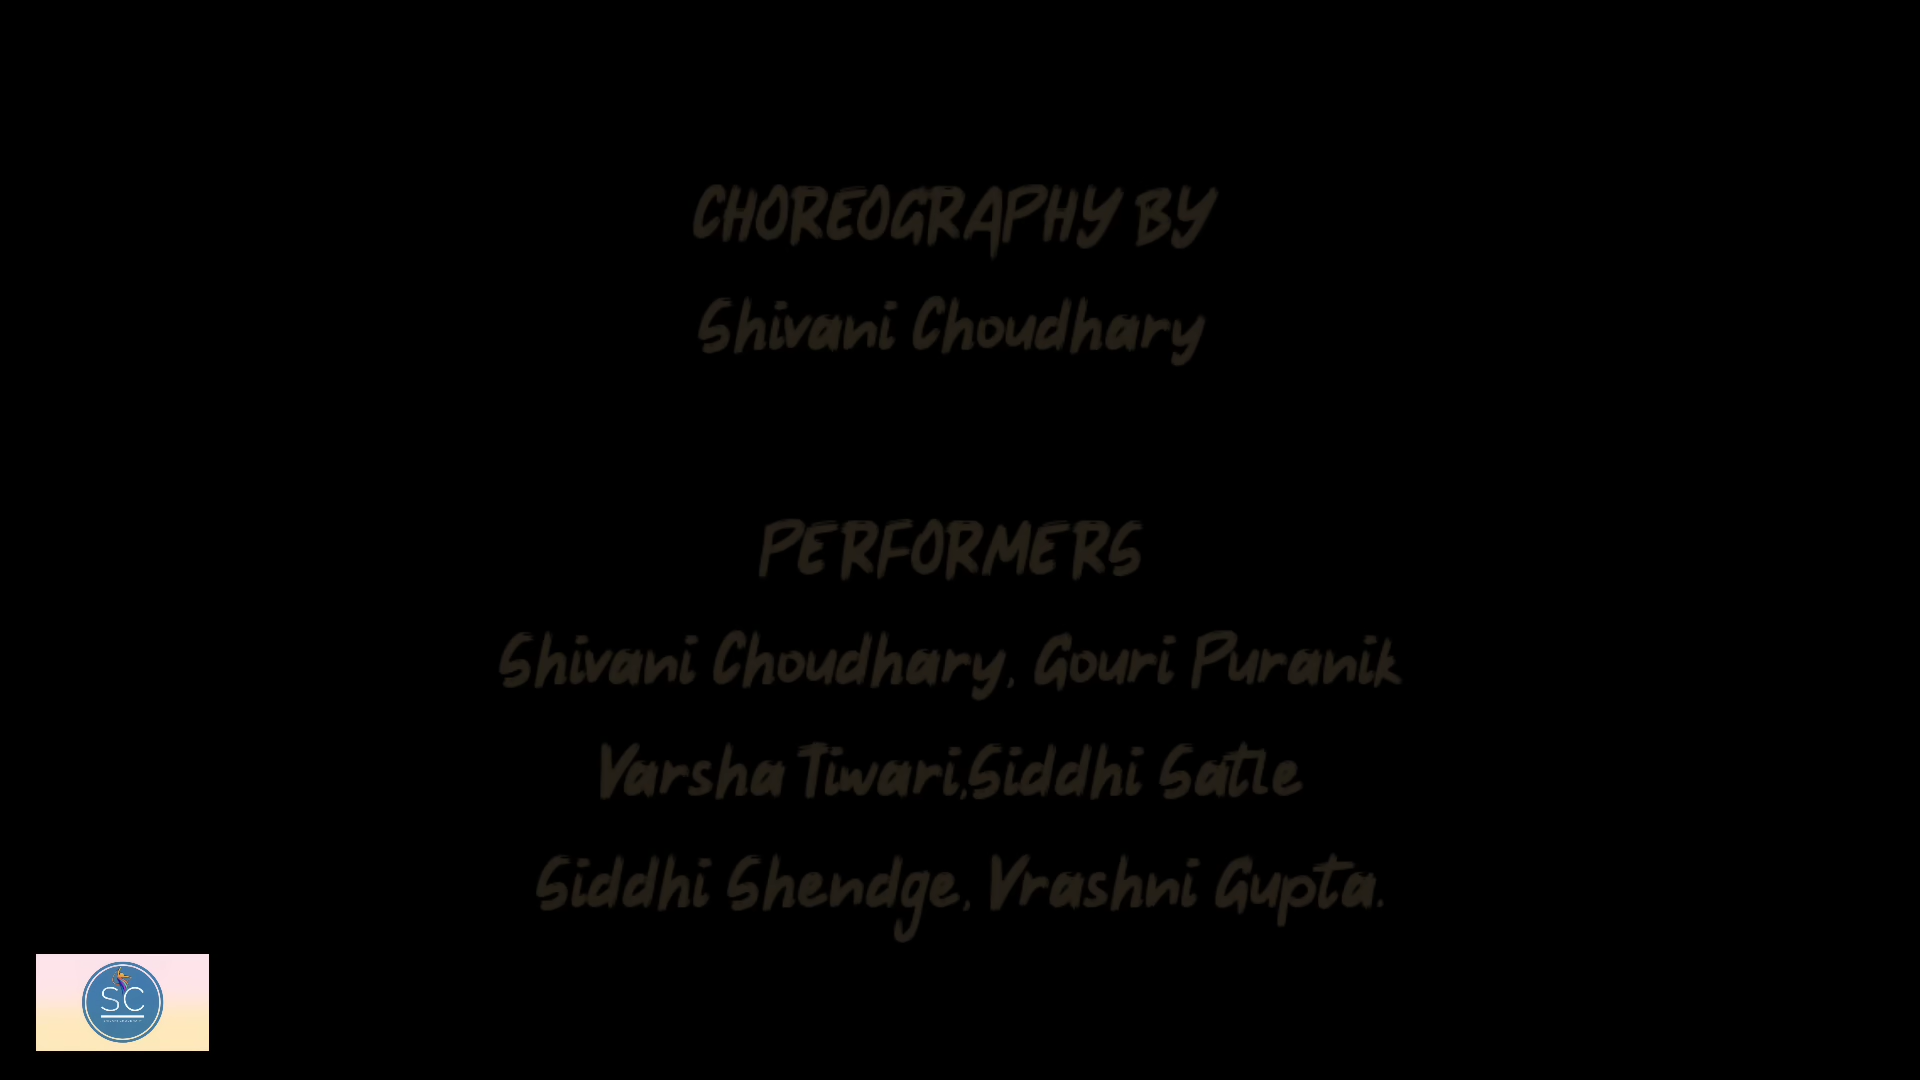 CHOREOGRAPHY BY
Shivani Choudhary
PERFORMERS
Shivani Choudhary, Gouri Puranik
Varsha Tiwari,Siddhi Satle
Siddhi Shendge, Vrashni Gupta.
SC